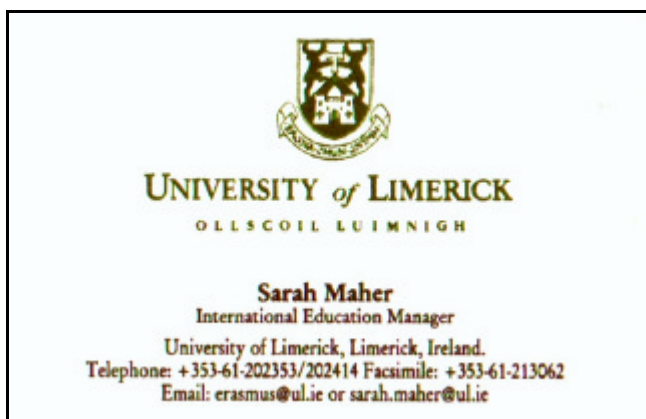 UNIVERSITY of LIMERICK
OLLSCOIL LUIMNIGH
Sarah Maher
International Education Manager
University of Limerick, Limerick, Ireland.
Telephone: +353-61-202353/202414 Facsimile: +353-61-213062
Email: erasmus@ul.ie or sarah.maher@ul.ie